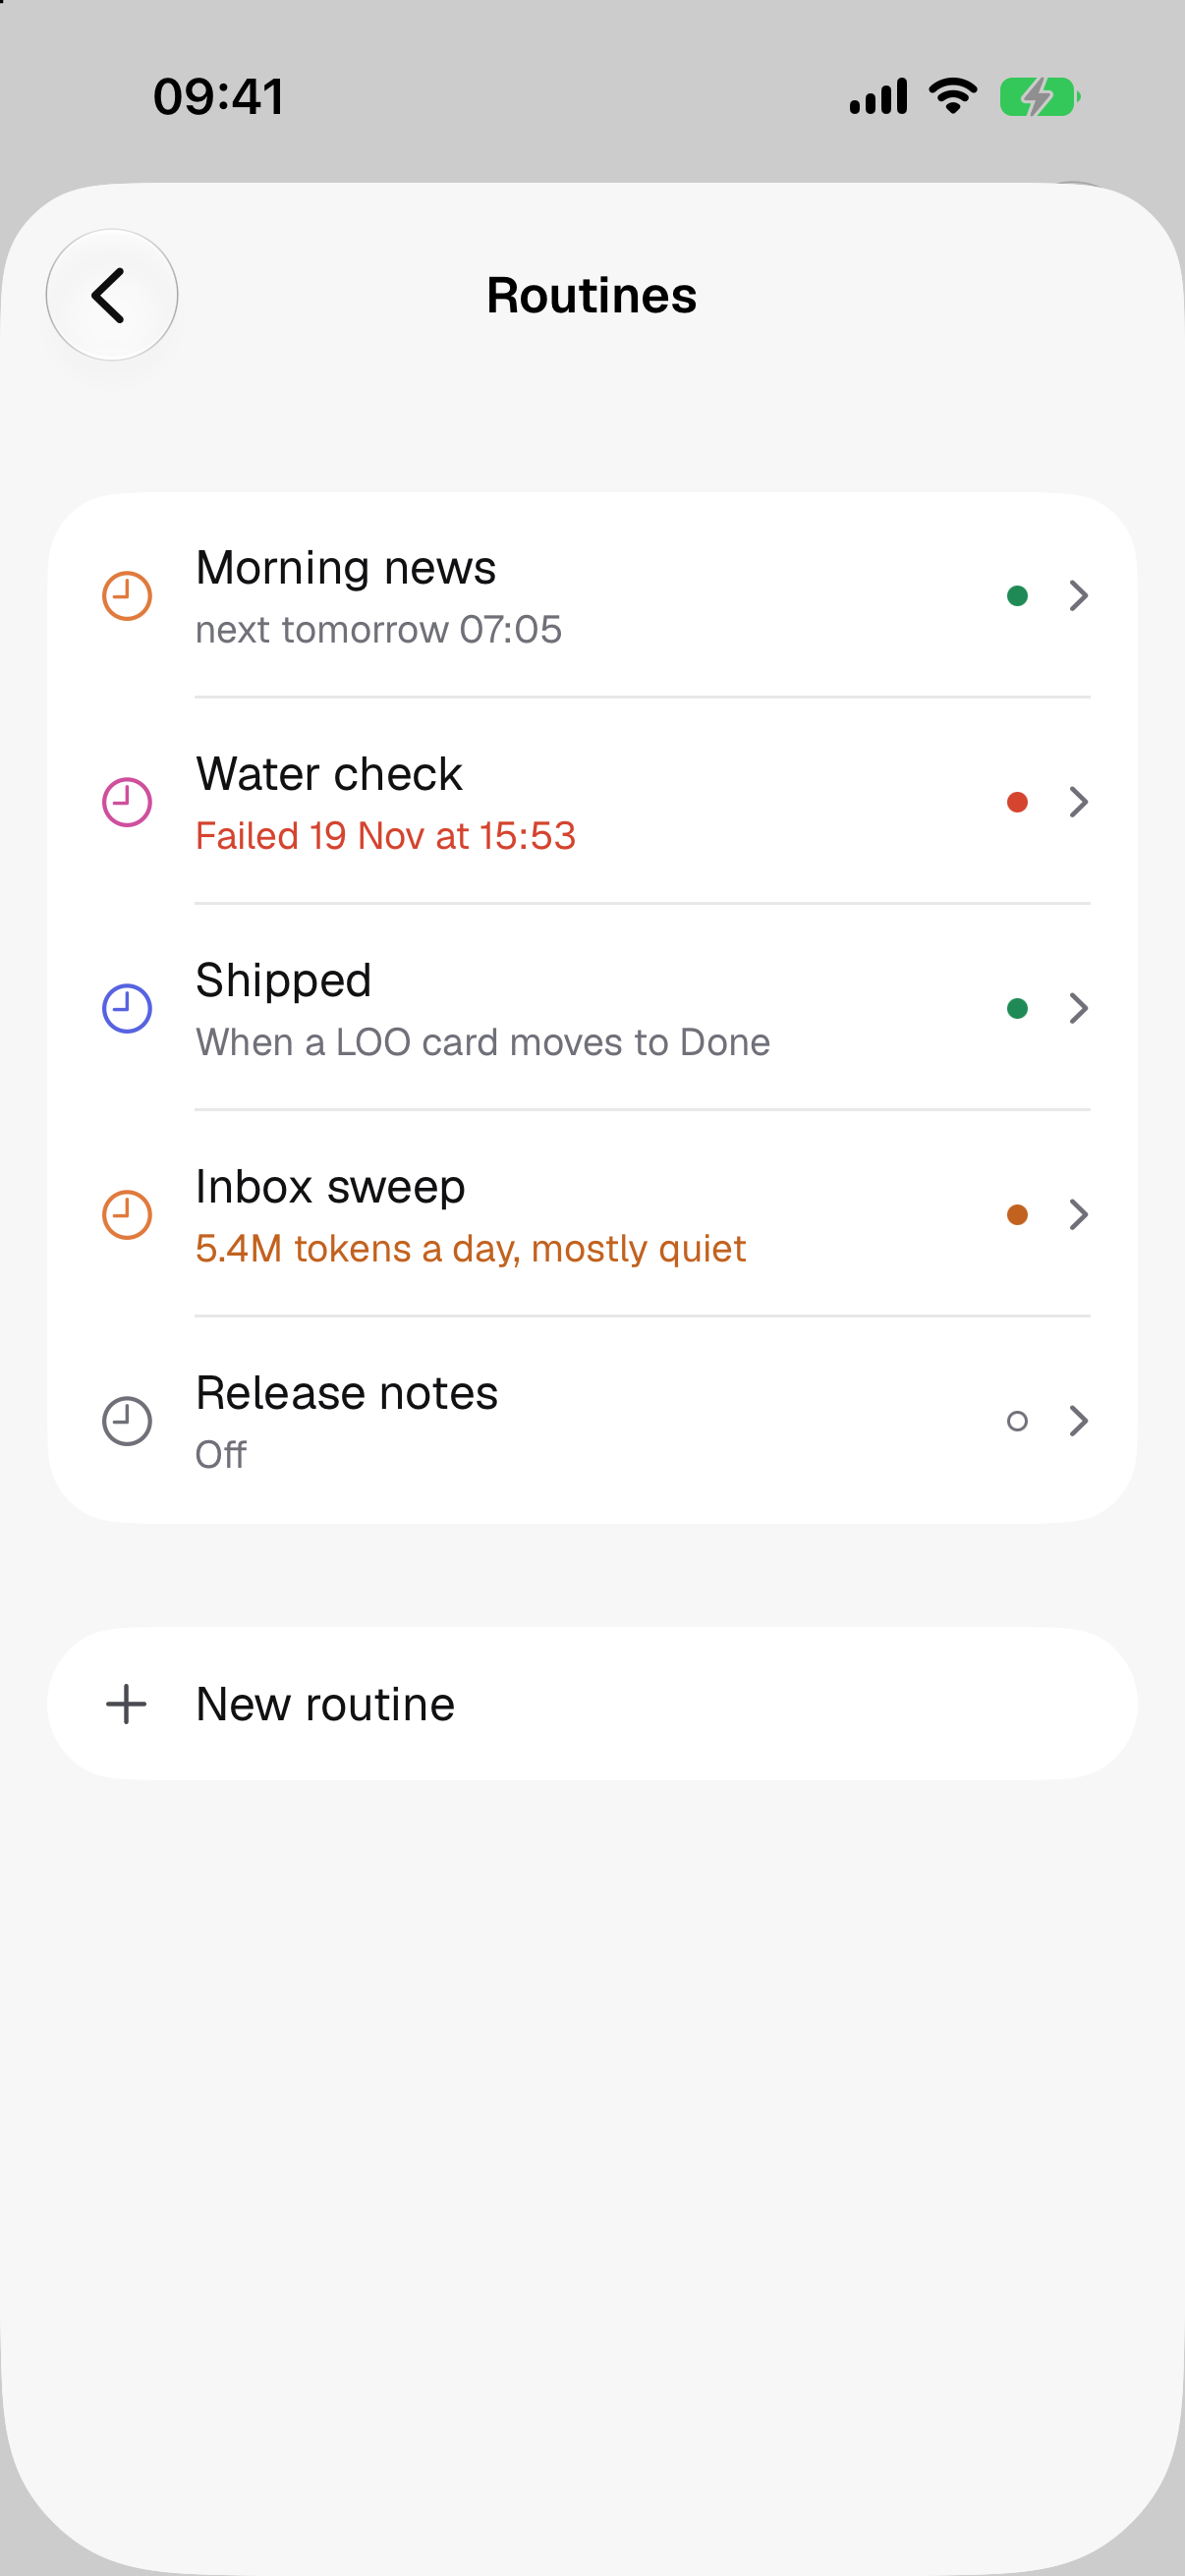 09:41
Routines
Morning news
next tomorrow 07:05
Water check
Failed 19 Nov at 15:53
Shipped
When a LOO card moves to Done
Inbox sweep
5.4M tokens a day, mostly quiet
Release notes
Off
New routine